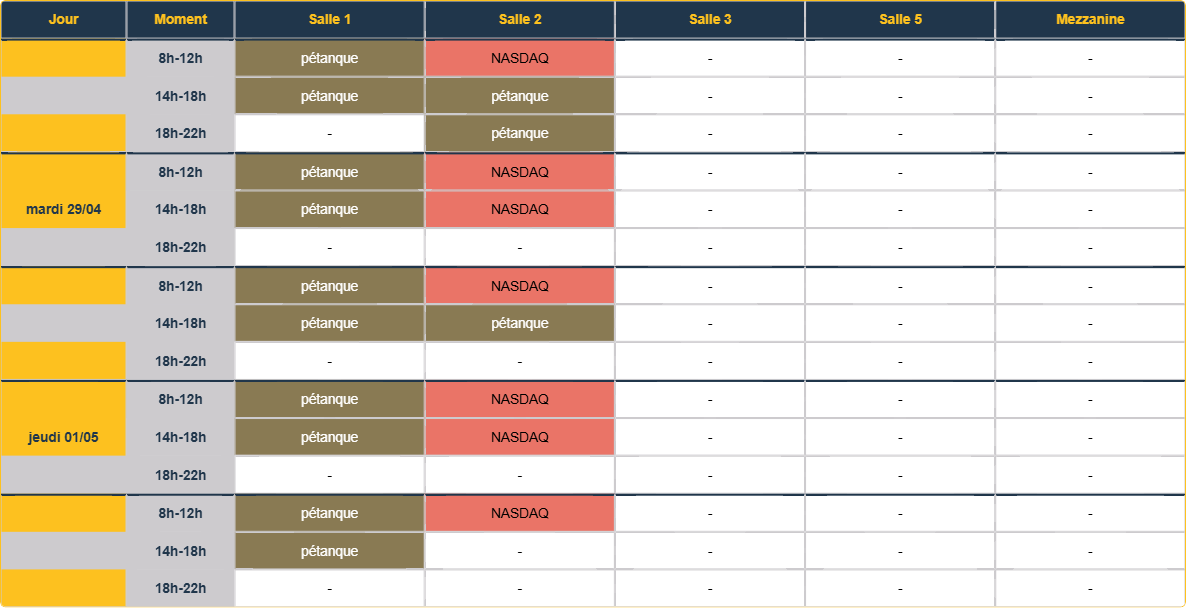 Jour Moment Salle 1 Salle 2 Salle 3 Salle 5 Mezzanine
8h-12h pétanque NASDAQ - - -
14h-18h pétanque pétanque - - -
18h-22h - pétanque - - -
8h-12h pétanque NASDAQ - - -
mardi 29/04 14h-18h pétanque NASDAQ - - -
18h-22h - - - - -
8h-12h pétanque NASDAQ - - -
14h-18h pétanque pétanque - - -
18h-22h - - - - -
8h-12h pétanque NASDAQ - - -
jeudi 01/05 14h-18h pétanque NASDAQ - - -
18h-22h - - - - -
8h-12h pétanque NASDAQ - - -
14h-18h pétanque - - - -
18h-22h - - - - -